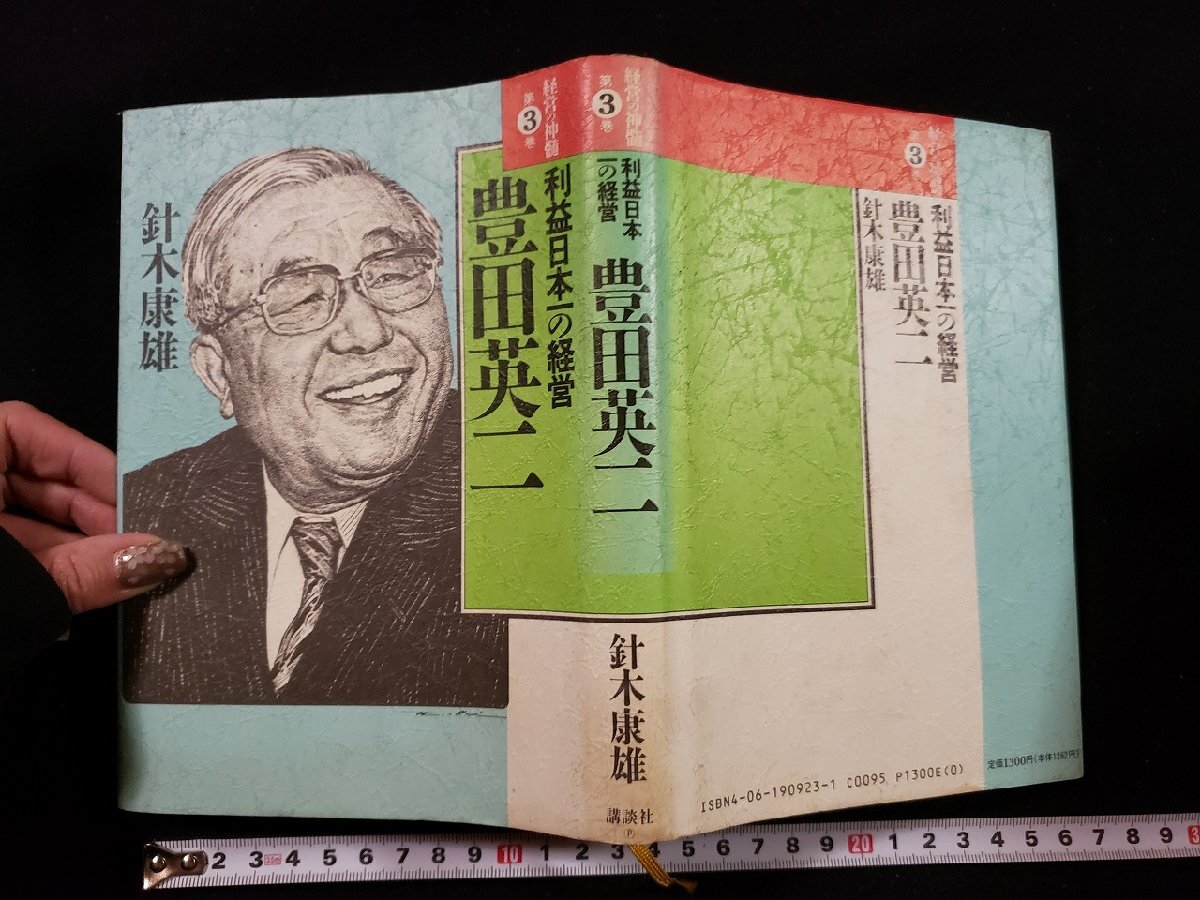 経営の神髄
第3巻
利益日本一の経営
豊田英二
針木康雄
経営の神髄
第3巻
利益日本
一の経営
豊田英二
針木康雄
講談社
P
3
利益日本一の経営
豊田英二
針木康雄
ISBN4-06-190923-1 C0095 P1300E(0)
定価1300円(本体1262円)
2 3 4 5 6 7 8 9 10 1 2 3 4 5 6 7 8 9 20 1 2 3 4 5 6 7 8 9